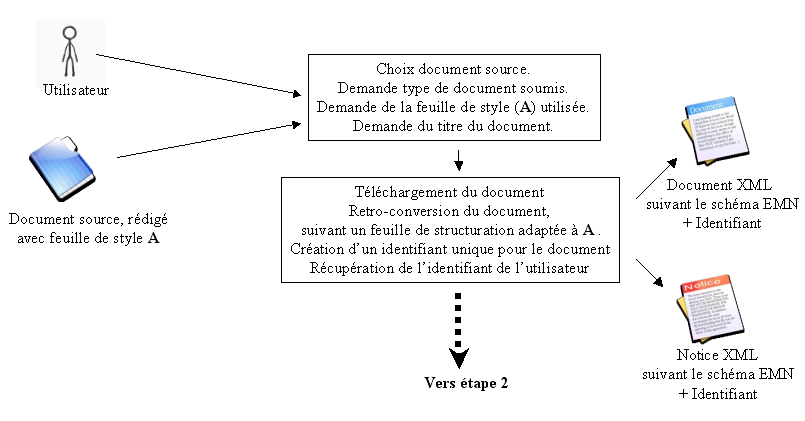 Utilisateur
Document source, rédigé
avec feuille de style A
Choix document source.
Demande type de document soumis.
Demande de la feuille de style (A) utilisée.
Demande du titre du document.
Téléchargement du document
Retro-conversion du document,
suivant un feuille de structuration adaptée à A .
Création d'un identifiant unique pour le document
Récupération de l'identifiant de l'utilisateur
Vers étape 2
Document
Document XML
suivant le schéma EMN
+ Identifiant
Notice
Notice XML
suivant le schéma EMN
+ Identifiant